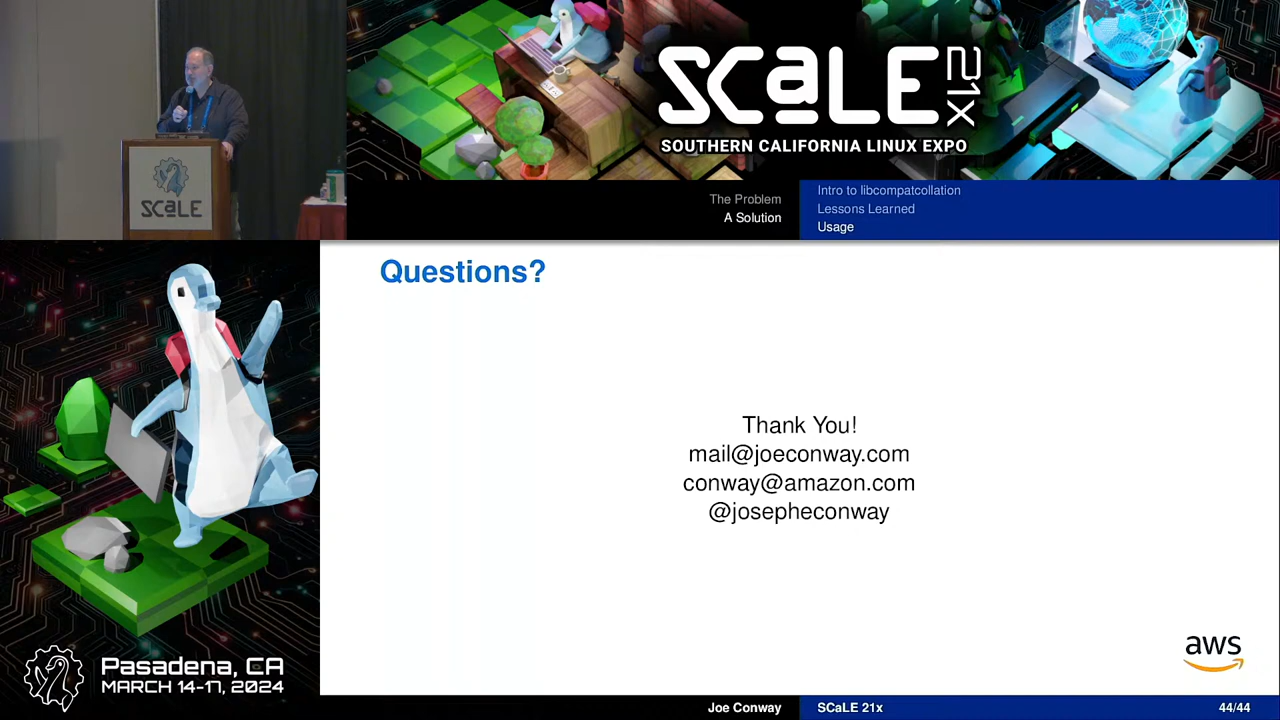 SCaLE 21x
SOUTHERN CALIFORNIA LINUX EXPO
SCaLE
The Problem
A Solution
Intro to libcompatcollation
Lessons Learned
Usage
Questions?
Thank You!
mail@joeconway.com
conway@amazon.com
@josepheconway
aws
Pasadena, CA
MARCH 14-17, 2024
Joe Conway
SCaLE 21x
44/44